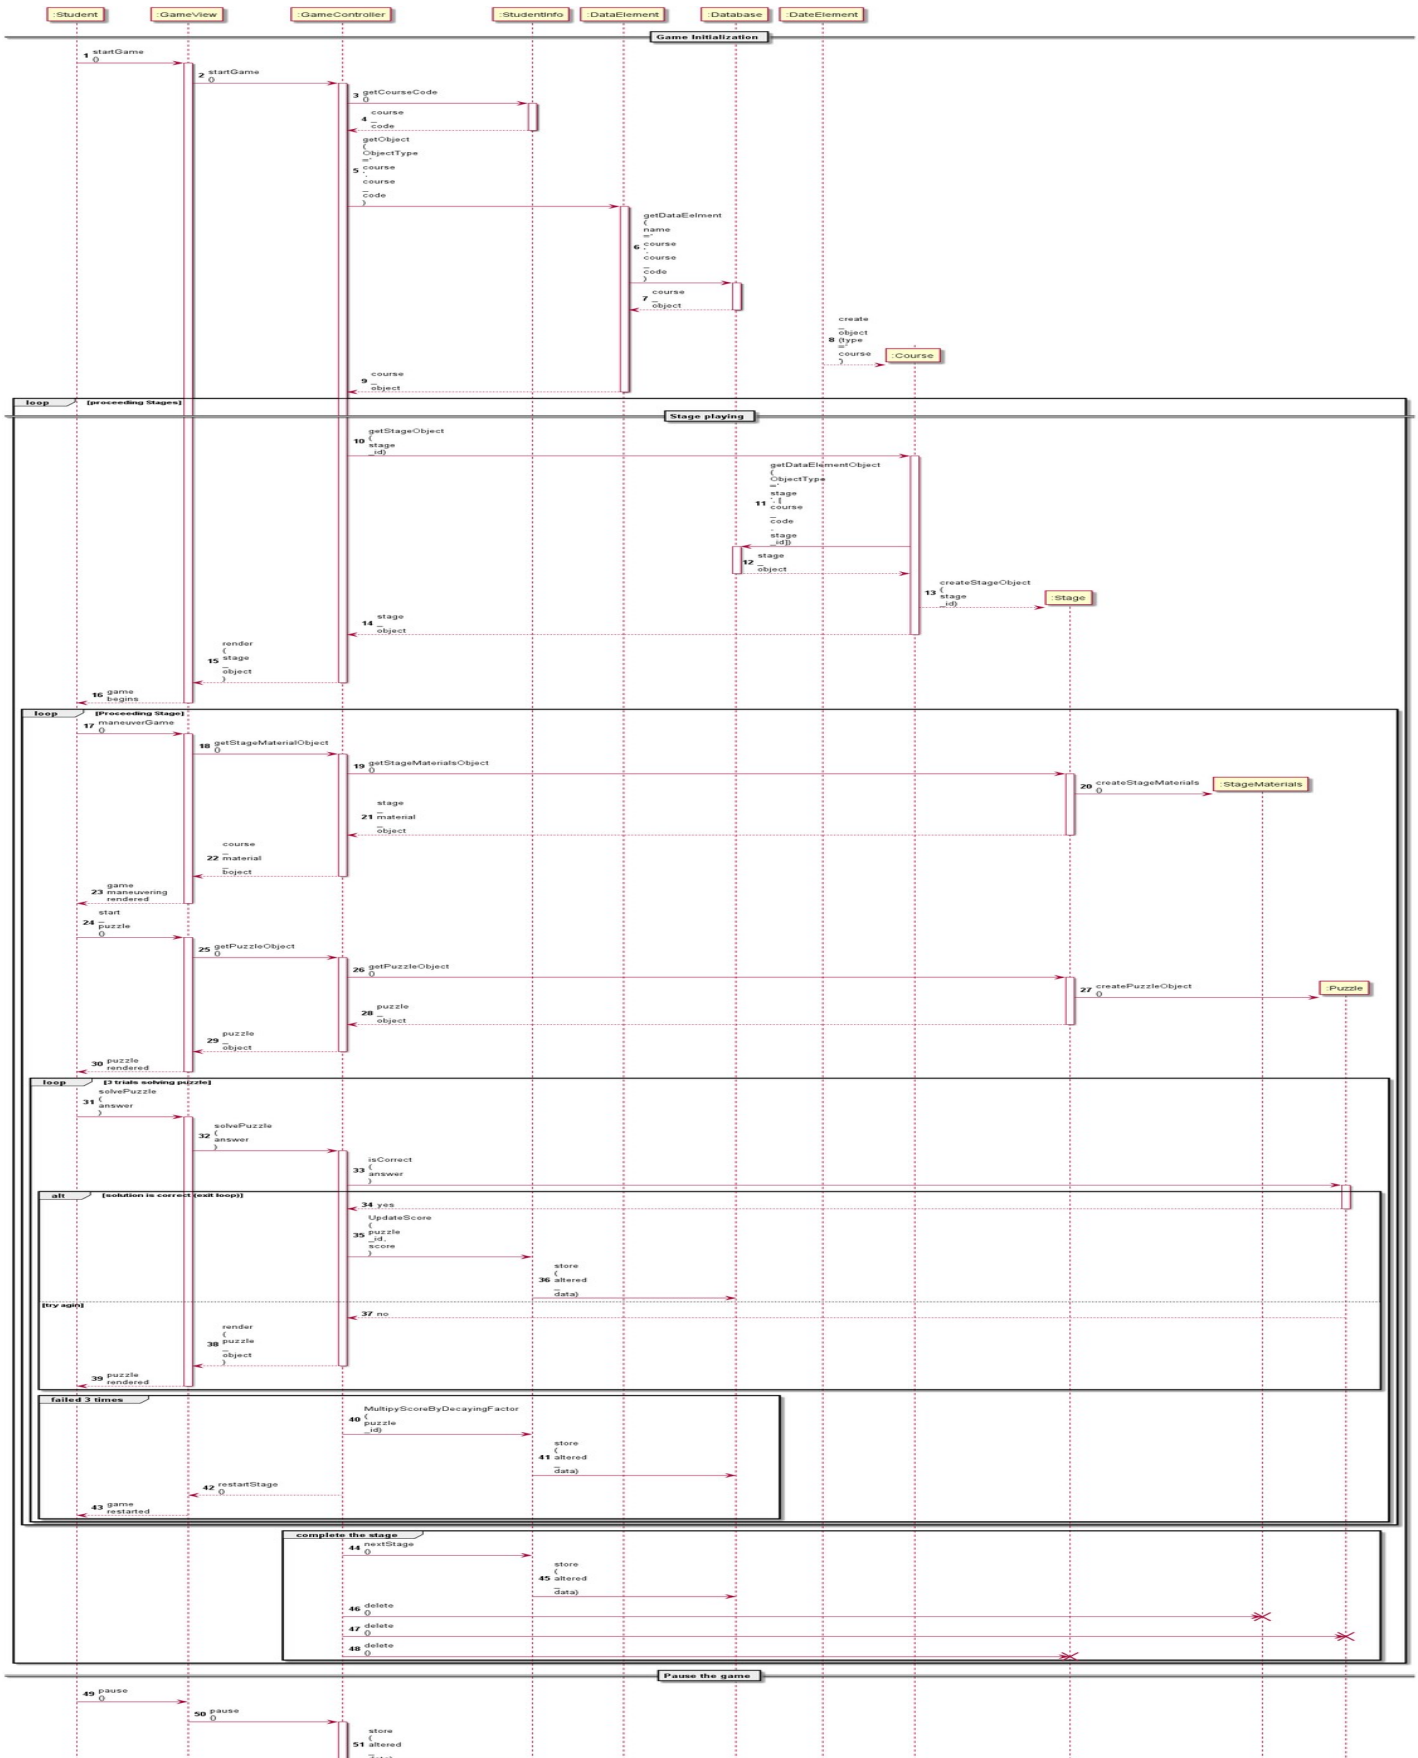 :Student :GameView :GameController :StudentInfo :DataElement :Database :DateElement
Game Initialization
1 startGame
()
2 startGame
()
3 getCourseCode
()
4 course
_
code
5 getObject
(
ObjectType
='
course
',
course
_
code
)
6 getDataEelment
(
name
='
course
',
course
_
code
)
7 course
_
object
8 create
_
object
(type
='
course
')
:Course
9 course
_
object
loop [proceeding Stages]
Stage playing
10 getStageObject
(
stage
_id)
11 getDataElementObject
(
ObjectType
='
stage
', [
course
_
code
,
stage
_id])
12 stage
_
object
13 createStageObject
(
stage
_id)
:Stage
14 stage
_
object
15 render
(
stage
_
object
)
16 game
begins
loop [Proceeding Stage]
17 maneuverGame
()
18 getStageMaterialObject
()
19 getStageMaterialsObject
()
20 createStageMaterials
()
:StageMaterials
21 stage
_
material
_
object
22 course
_
material
_
boject
23 game
maneuvering
rendered
24 start
_
puzzle
()
25 getPuzzleObject
()
26 getPuzzleObject
()
27 createPuzzleObject
()
:Puzzle
28 puzzle
_
object
29 puzzle
_
object
30 puzzle
rendered
loop [3 trials solving puzzle]
31 solvePuzzle
(
answer
)
32 solvePuzzle
(
answer
)
33 isCorrect
(
answer
)
alt [solution is correct (exit loop)]
34 yes
35 UpdateScore
(
puzzle
_id,
score
)
36 store
(
altered
_
data)
[try agin]
37 no
38 render
(
puzzle
_
object
)
39 puzzle
rendered
failed 3 times
40 MultipyScoreByDecayingFactor
(
puzzle
_id)
41 store
(
altered
_
data)
42 restartStage
()
43 game
restarted
complete the stage
44 nextStage
()
45 store
(
altered
_
data)
46 delete
()
47 delete
()
48 delete
()
Pause the game
49 pause
()
50 pause
()
51 store
(
altered
_
data)